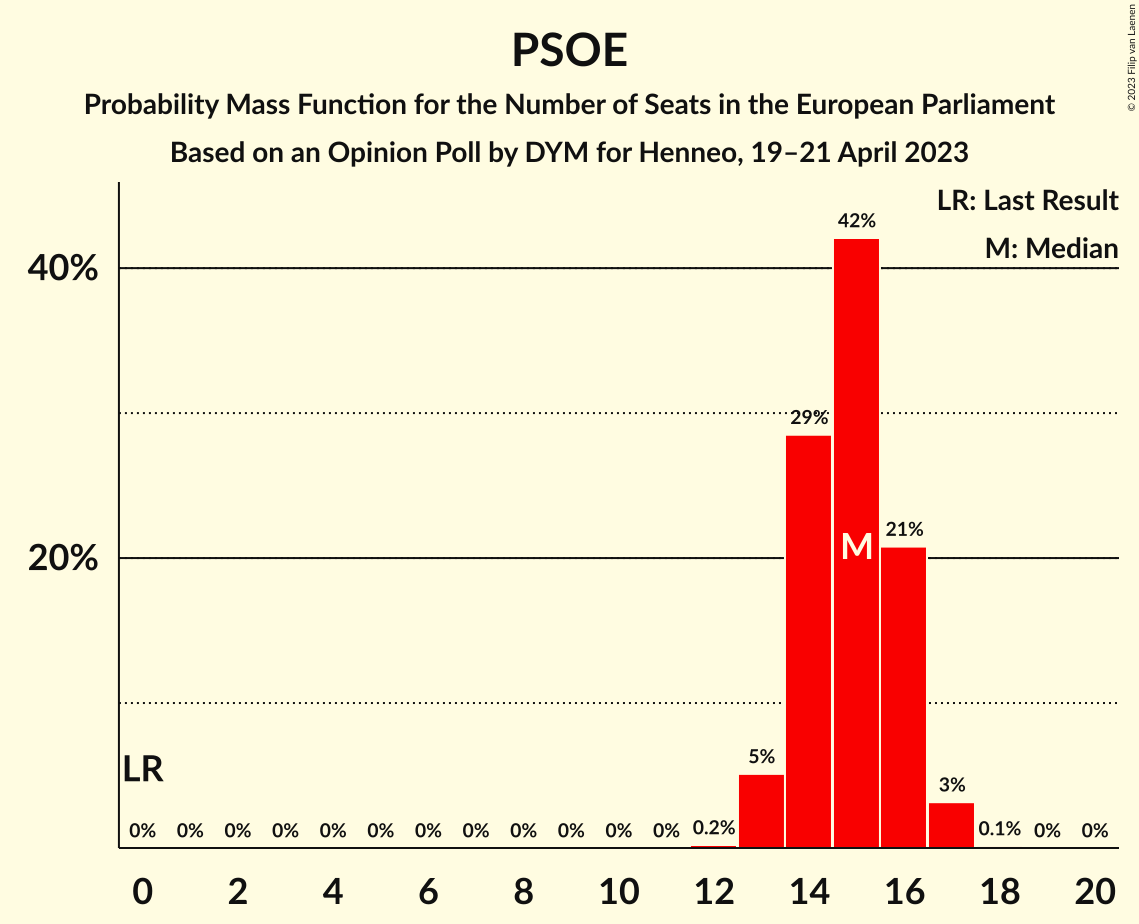 PSOE
Probability Mass Function for the Number of Seats in the European Parliament
Based on an Opinion Poll by DYM for Henneo, 19–21 April 2023
© 2023 Filip van Laenen
LR: Last Result
M: Median
42%
40%
29%
21%
M
20%
LR
5%
3%
0% 0% 0% 0% 0% 0% 0% 0% 0% 0% 0% 0% 0.2% 0.1% 0% 0%
0 2 4 6 8 10 12 14 16 18 20